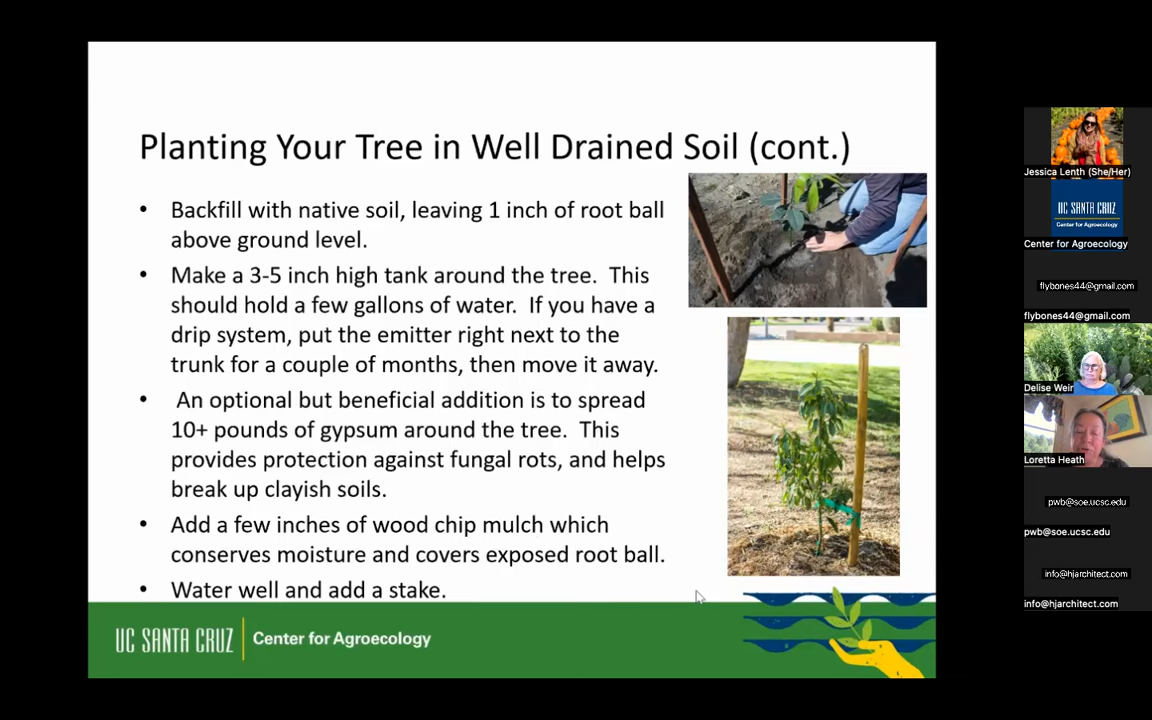 Planting Your Tree in Well Drained Soil (cont.)
• Backfill with native soil, leaving 1 inch of root ball
above ground level.
• Make a 3-5 inch high tank around the tree. This
should hold a few gallons of water. If you have a
drip system, put the emitter right next to the
trunk for a couple of months, then move it away.
• An optional but beneficial addition is to spread
10+ pounds of gypsum around the tree. This
provides protection against fungal rots, and helps
break up clayish soils.
• Add a few inches of wood chip mulch which
conserves moisture and covers exposed root ball.
• Water well and add a stake.
UC SANTA CRUZ Center for Agroecology
Jessica Lenth (She/Her)
UC SANTA CRUZ
Center for Agroecology
Center for Agroecology
flybones44@gmail.com
flybones44@gmail.com
Delise Weir
Loretta Heath
pwb@soe.ucsc.edu
pwb@soe.ucsc.edu
info@hjarchitect.com
info@hjarchitect.com